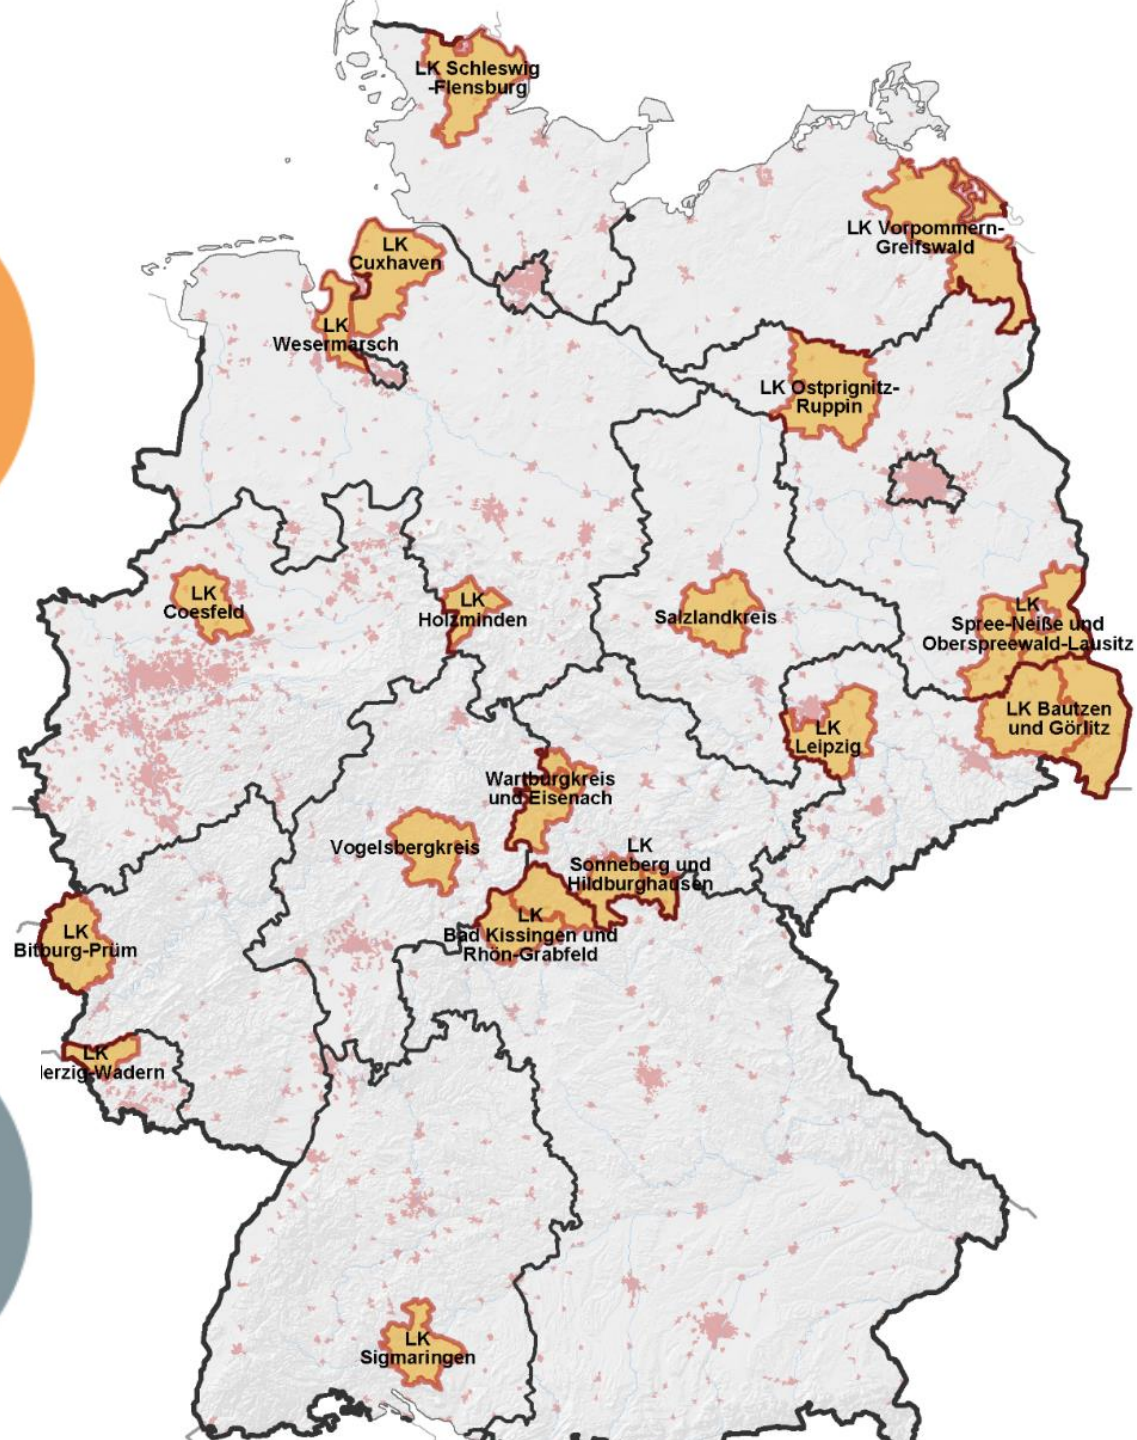 LK Schleswig
-Flensburg
LK Vorpommern-
Greifswald
LK
Cuxhaven
LK
Wesermarsch
LK Ostprignitz-
Ruppin
LK
Coesfeld
LK
Holzminden
Salzlandkreis
LK
Spree-Neiße und
Oberspreewald-Lausitz
LK Bautzen
und Görlitz
LK
Leipzig
Wartburgkreis
und Eisenach
Vogelsbergkreis
LK
Sonneberg und
Hildburghausen
LK
Bad Kissingen und
Rhön-Grabfeld
LK
Bitburg-Prüm
LK
erzig-Wadern
LK
Sigmaringen